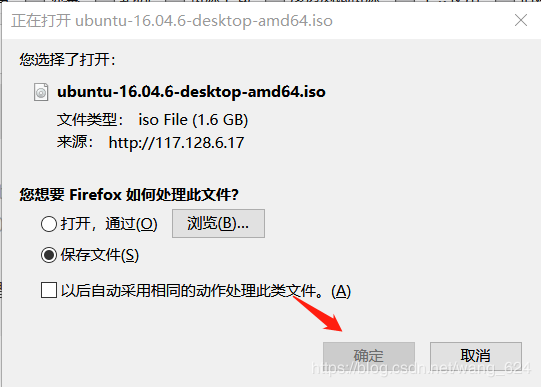 正在打开 ubuntu-16.04.6-desktop-amd64.iso
您选择了打开:
ubuntu-16.04.6-desktop-amd64.iso
文件类型: iso File (1.6 GB)
来源: http://117.128.6.17
您想要 Firefox 如何处理此文件?
打开，通过(O) 浏览(B)...
保存文件(S)
以后自动采用相同的动作处理此类文件。(A)
确定 取消
https://blog.csdn.net/wang_624